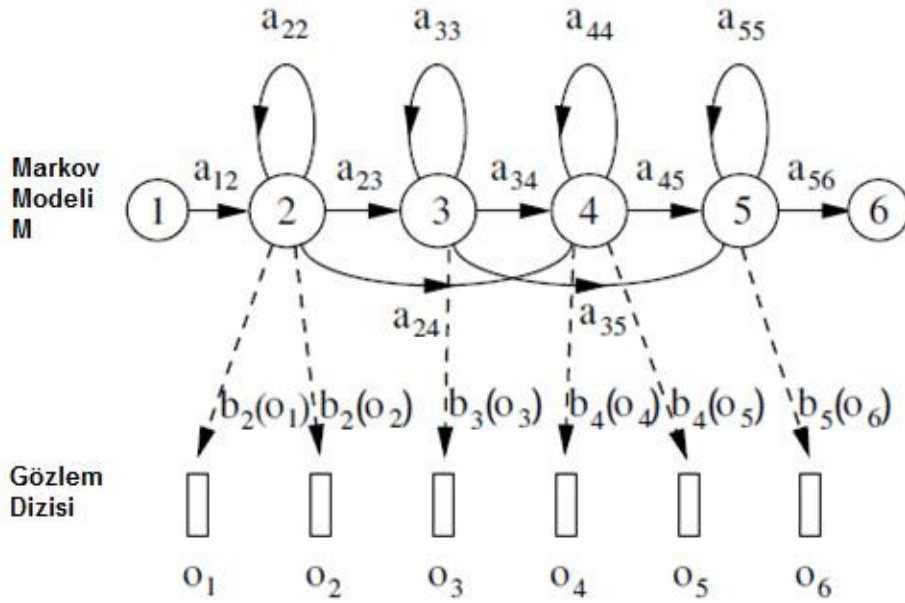 a22 a33 a44 a55
Markov
Modeli
M
a12 a23 a34 a45 a56
1 2 3 4 5 6
a24 a35
b2(o1) b2(o2) b3(o3) b4(o4) b4(o5) b5(o6)
Gözlem
Dizisi
o1 o2 o3 o4 o5 o6